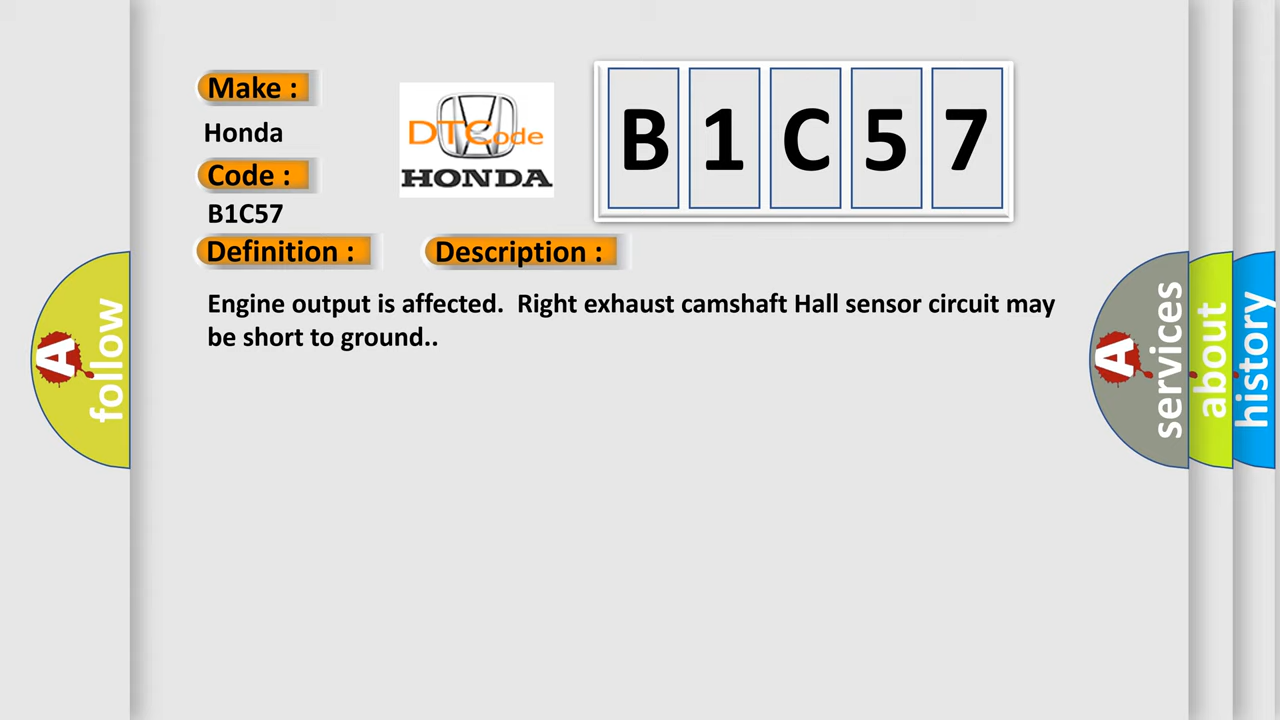 Make :
Honda
Code :
B1C57
Definition :
Description :
Engine output is affected. Right exhaust camshaft Hall sensor circuit may
be short to ground..
DTCode
HONDA
B 1 C 5 7
A follow
A services
about
history